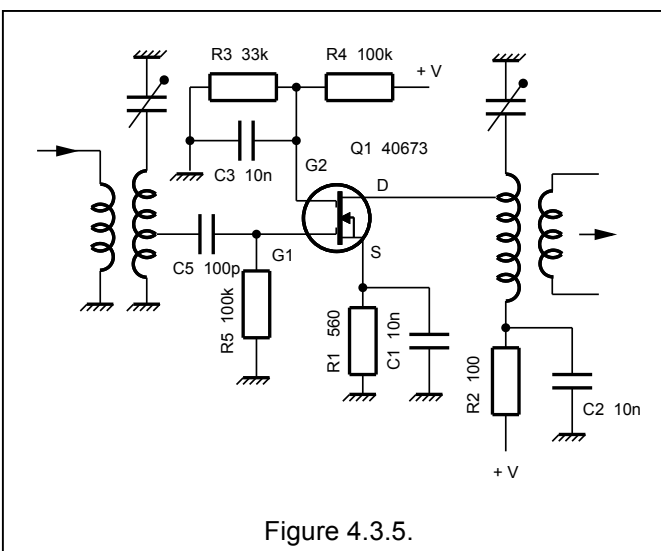 R3 33k
R4 100k
+ V
C3 10n
Q1 40673
G2
D
C5 100p
G1
S
R5 100k
R1 560
C1 10n
R2 100
C2 10n
+ V
Figure 4.3.5.